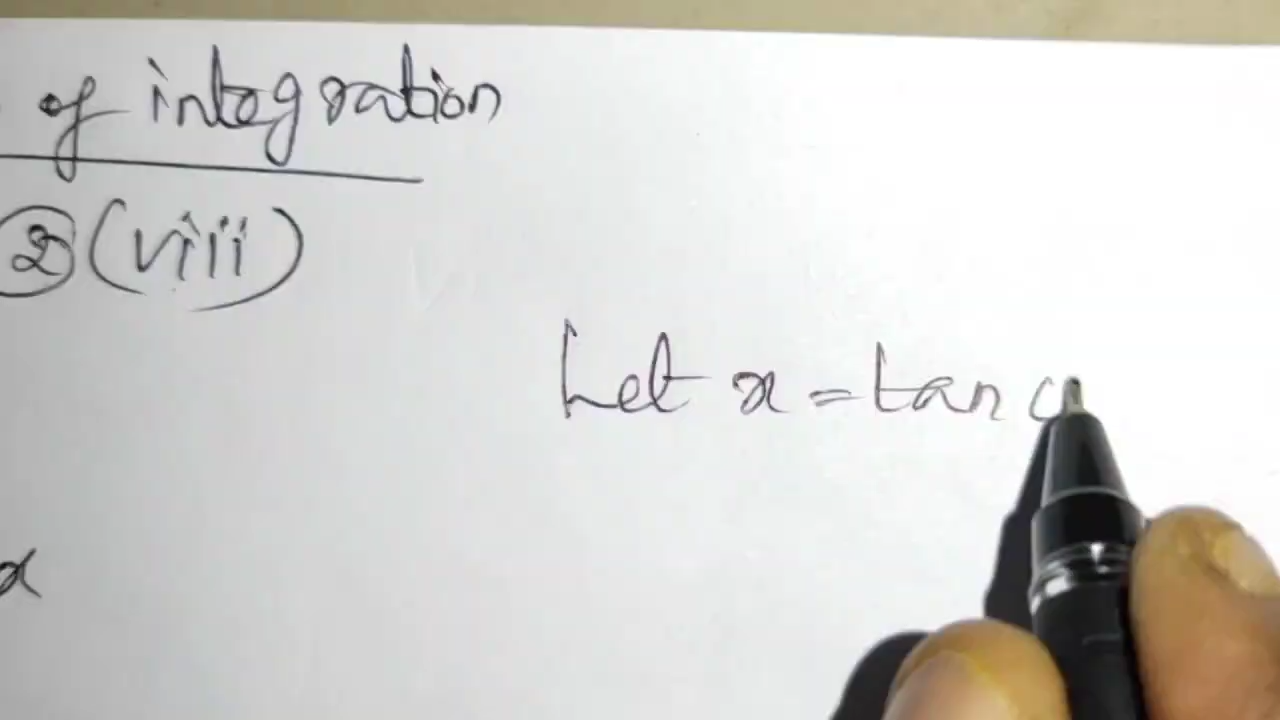 of integration
② (viii)
Let x = tan
x